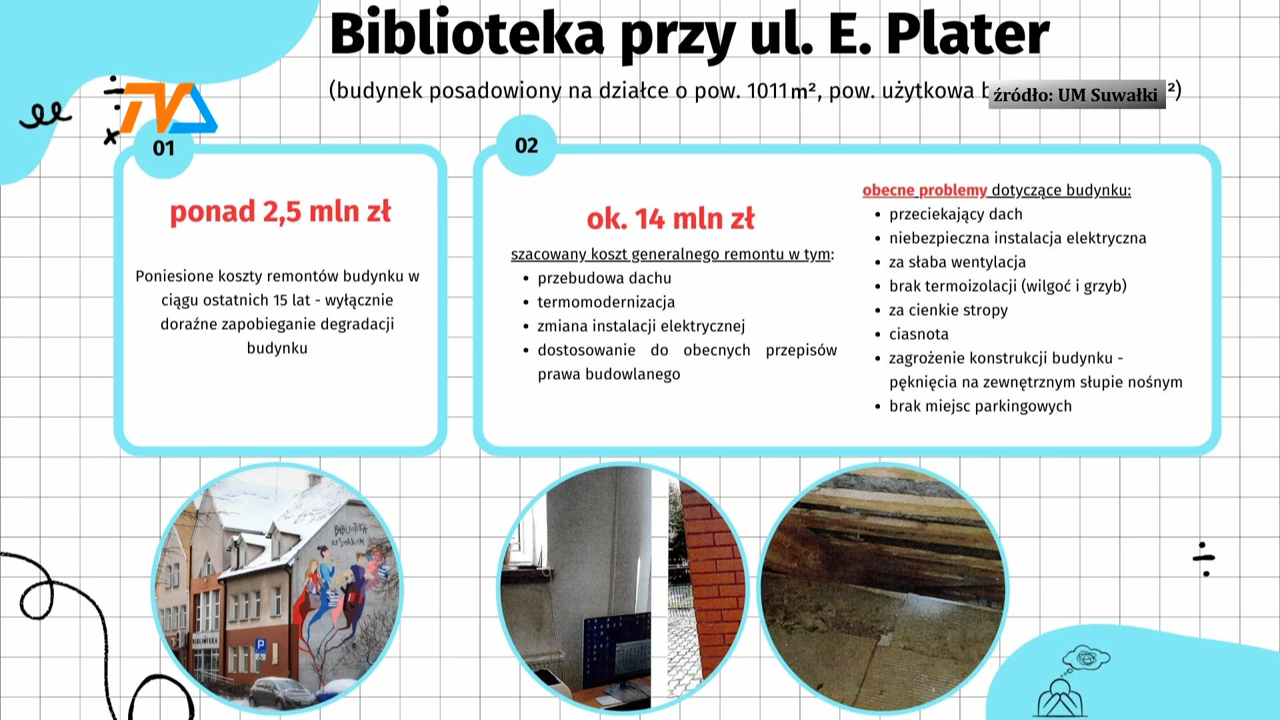 Biblioteka przy ul. E. Plater
(budynek posadowiony na działce o pow. 1011m², pow. użytkowa
²)
źródło: UM Suwałki
TVA
01
ponad 2,5 mln zł
Poniesione koszty remontów budynku w
ciągu ostatnich 15 lat - wyłącznie
doraźne zapobieganie degradacji
budynku
02
ok. 14 mln zł
szacowany koszt generalnego remontu w tym:
• przebudowa dachu
• termomodernizacja
• zmiana instalacji elektrycznej
• dostosowanie do obecnych przepisów
prawa budowlanego
obecne problemy dotyczące budynku:
• przeciekający dach
• niebezpieczna instalacja elektryczna
• za słaba wentylacja
• brak termoizolacji (wilgoć i grzyb)
• za cienkie stropy
• ciasnota
• zagrożenie konstrukcji budynku -
pęknięcia na zewnętrznym słupie nośnym
• brak miejsc parkingowych
BIBLIOTEKA
BIBLIOTEKA
P